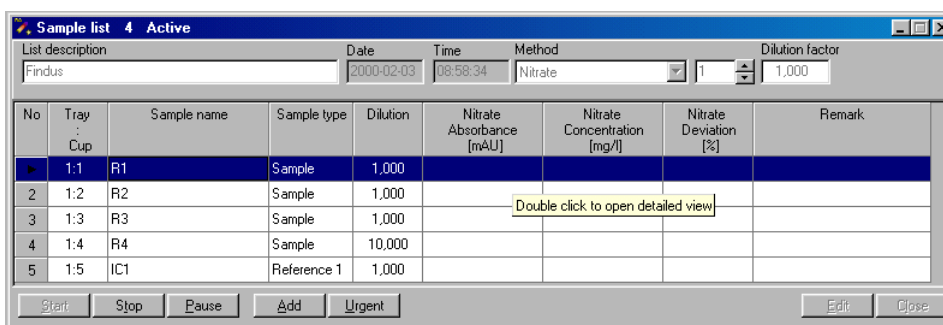 Sample list 4 Active
List description Date Time Method Dilution factor
Findus 2000-02-03 08:58:34 Nitrate 1 1,000
No Tray : Cup Sample name Sample type Dilution Nitrate Absorbance [mAU] Nitrate Concentration [mg/l] Nitrate Deviation [%] Remark
1:1 R1 Sample 1,000
2 1:2 R2 Sample 1,000
Double click to open detailed view
3 1:3 R3 Sample 1,000
4 1:4 R4 Sample 10,000
5 1:5 IC1 Reference 1 1,000
Start Stop Pause Add Urgent Edit Close